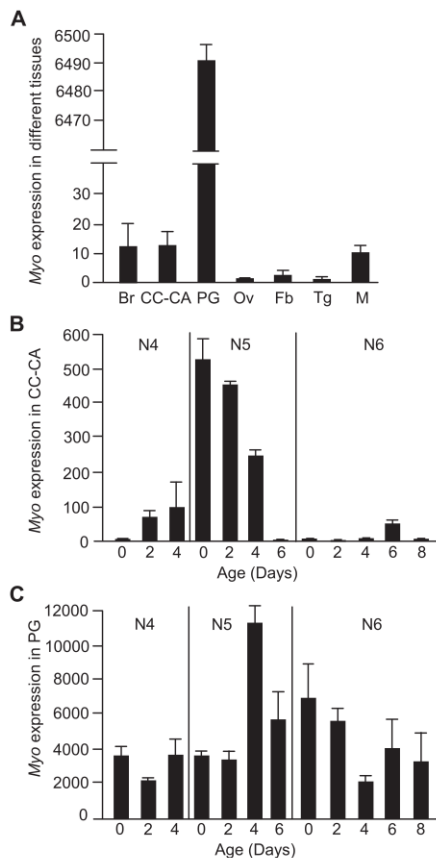 A
Myo expression in different tissues
6500
6490
6480
6470
30
20
10
0
Br CC-CA PG Ov Fb Tg M
B
Myo expression in CC-CA
600
500
400
300
200
100
0
N4 N5 N6
0 2 4 0 2 4 6 0 2 4 6 8
Age (Days)
C
Myo expression in PG
12000
10000
8000
6000
4000
2000
0
N4 N5 N6
0 2 4 0 2 4 6 0 2 4 6 8
Age (Days)